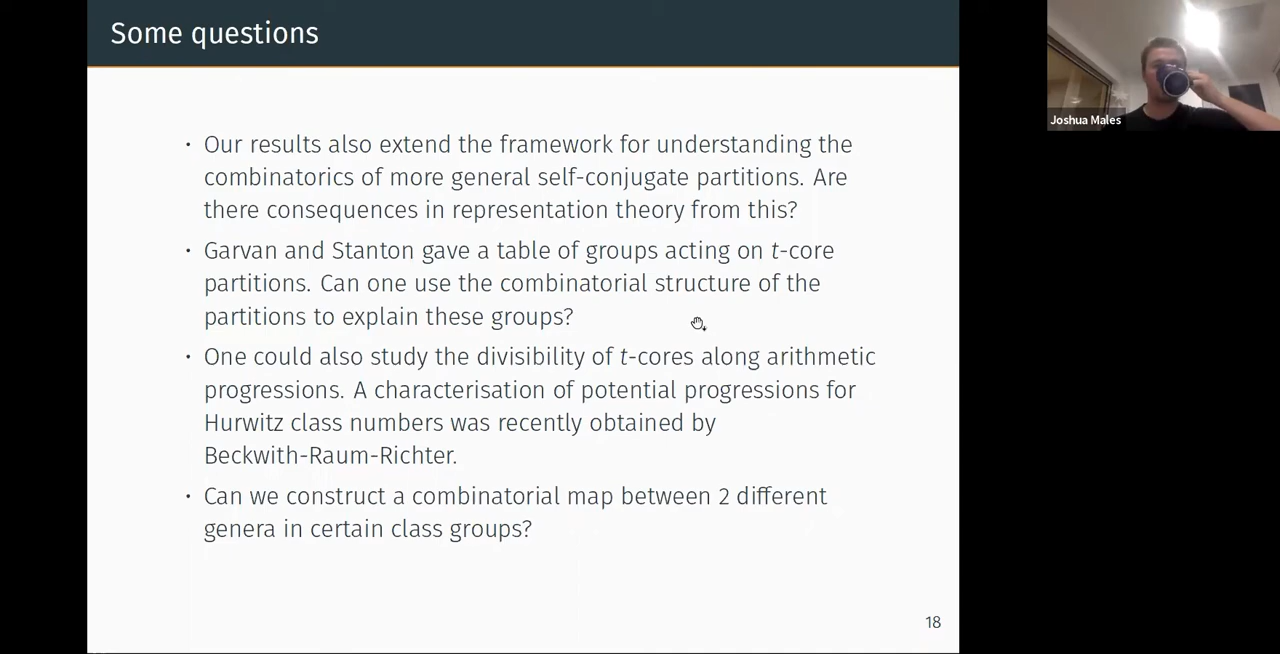 Some questions
Joshua Males
· Our results also extend the framework for understanding the
combinatorics of more general self-conjugate partitions. Are
there consequences in representation theory from this?
· Garvan and Stanton gave a table of groups acting on t-core
partitions. Can one use the combinatorial structure of the
partitions to explain these groups?
· One could also study the divisibility of t-cores along arithmetic
progressions. A characterisation of potential progressions for
Hurwitz class numbers was recently obtained by
Beckwith-Raum-Richter.
· Can we construct a combinatorial map between 2 different
genera in certain class groups?
18